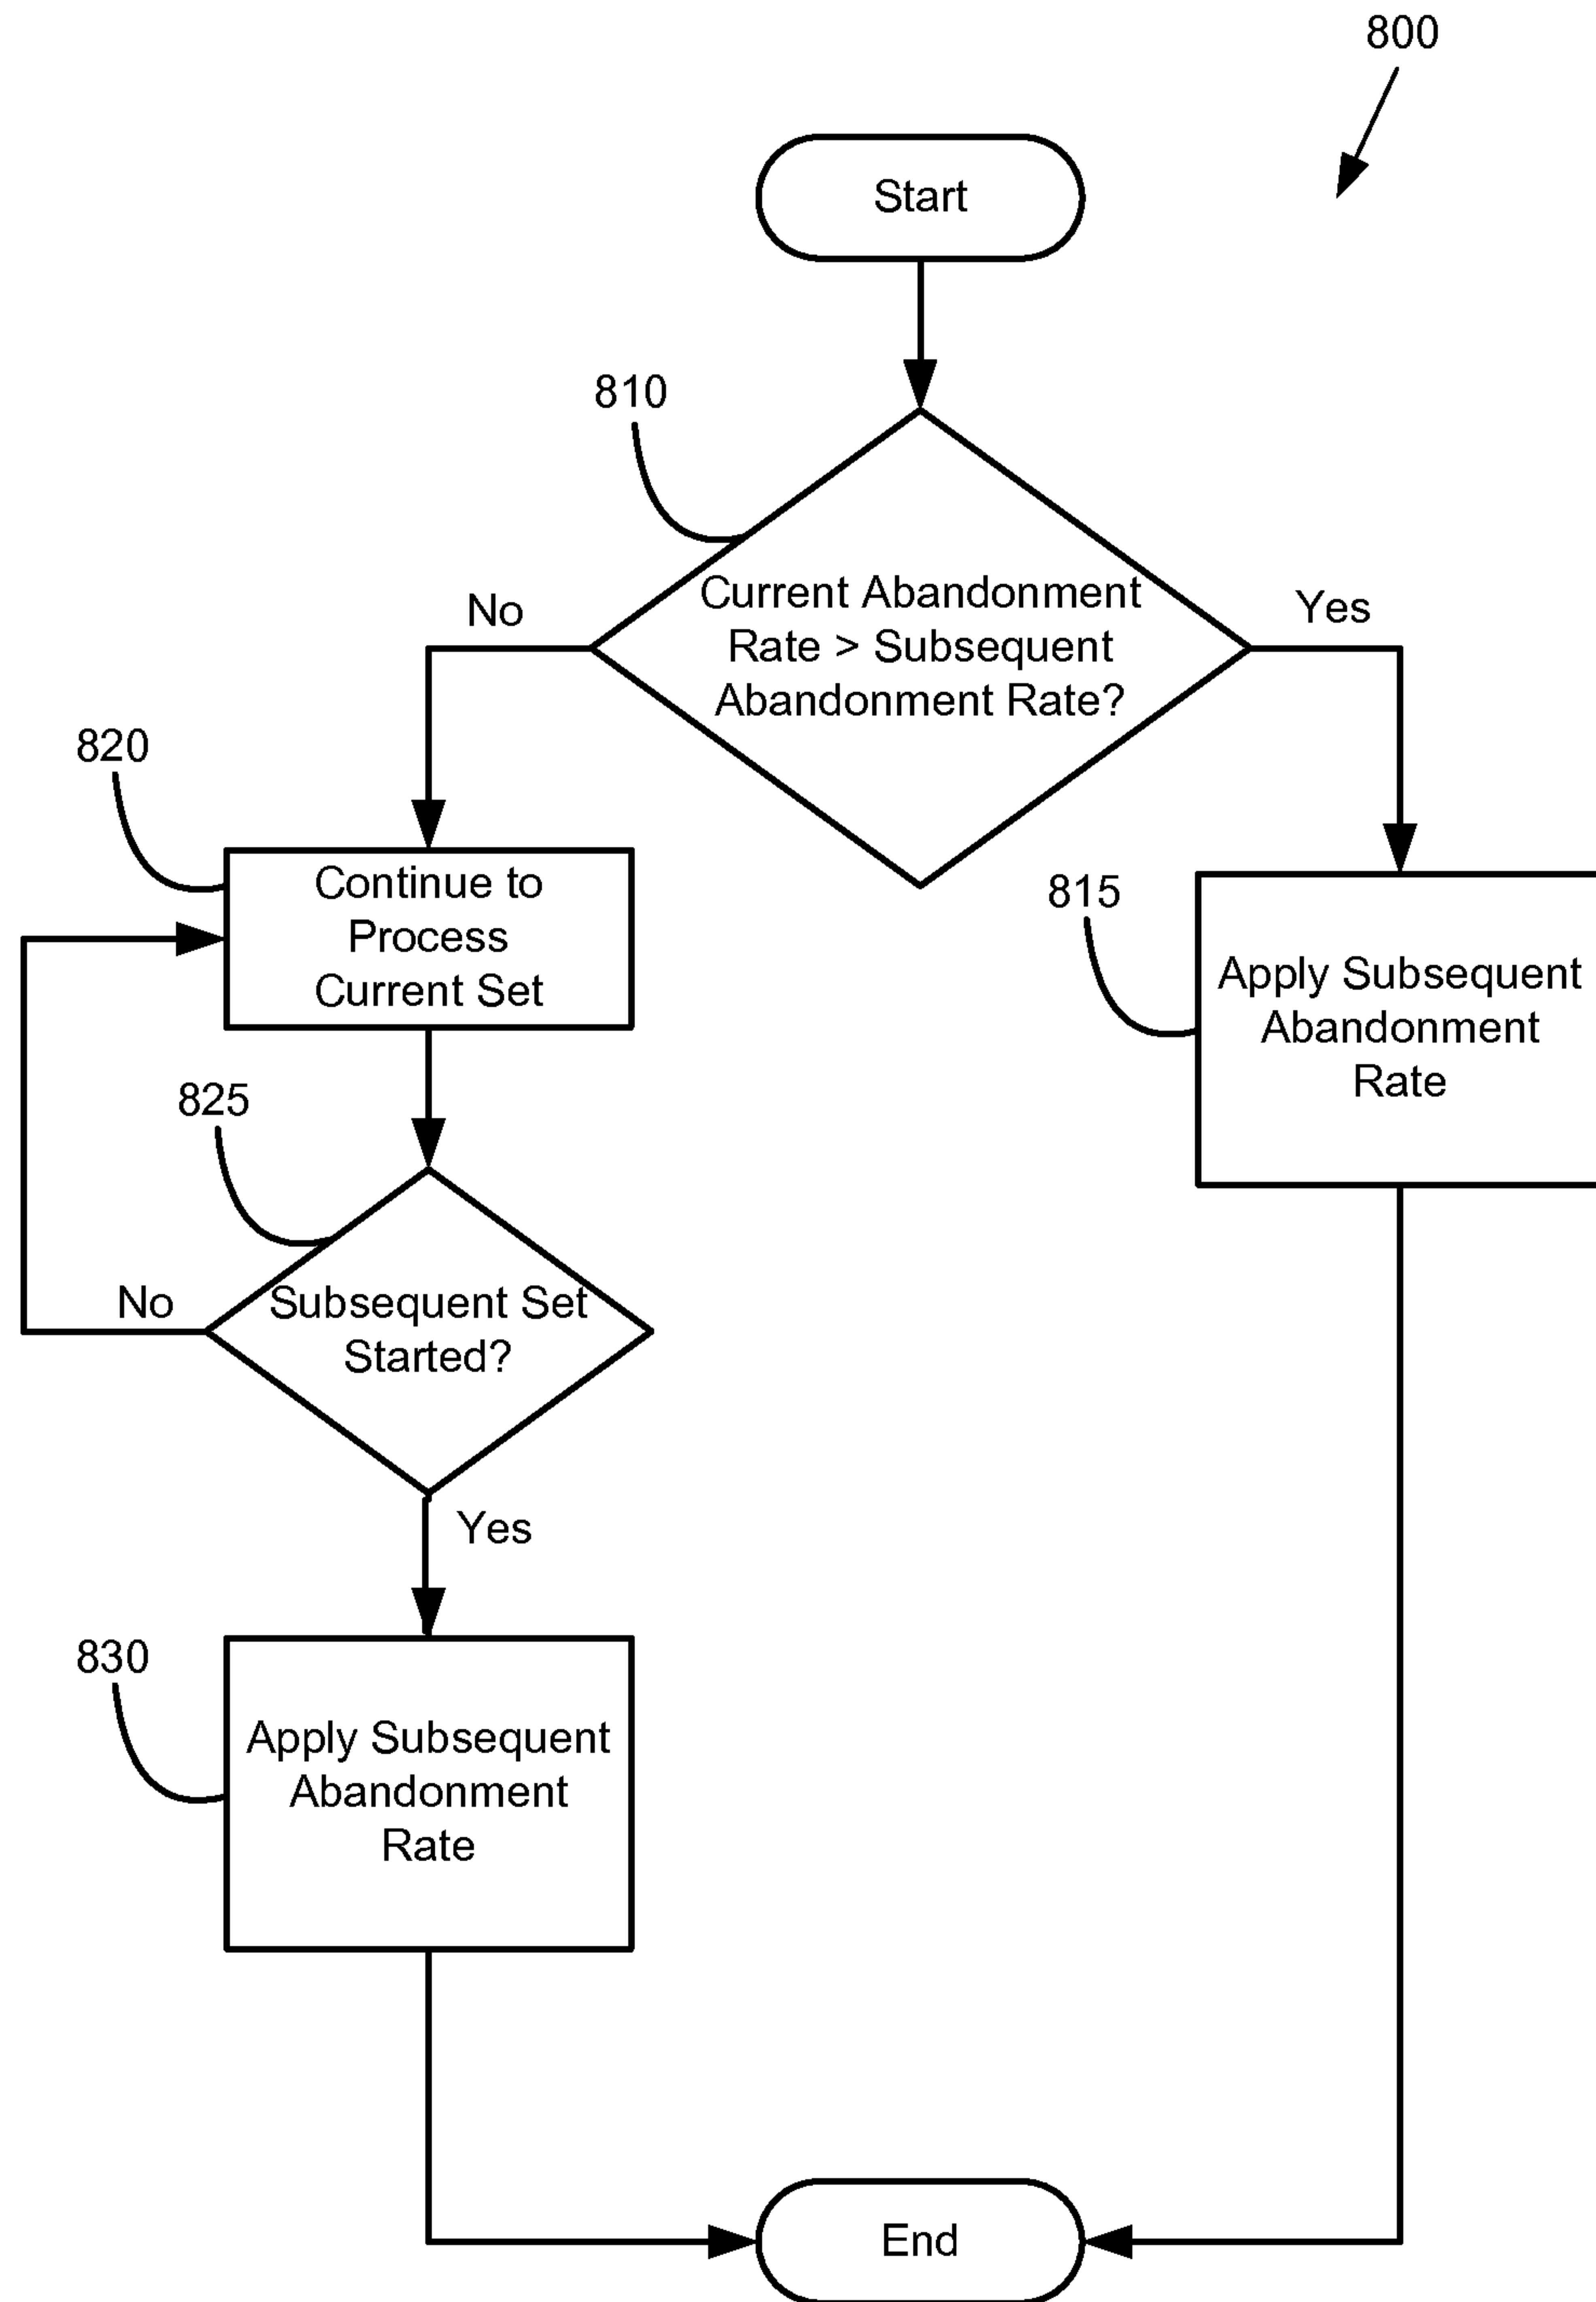 800
Start
810
Current Abandonment
Rate > Subsequent
Abandonment Rate?
No
Yes
820
Continue to
Process
Current Set
815
Apply Subsequent
Abandonment
Rate
825
Subsequent Set
Started?
No
Yes
830
Apply Subsequent
Abandonment
Rate
End